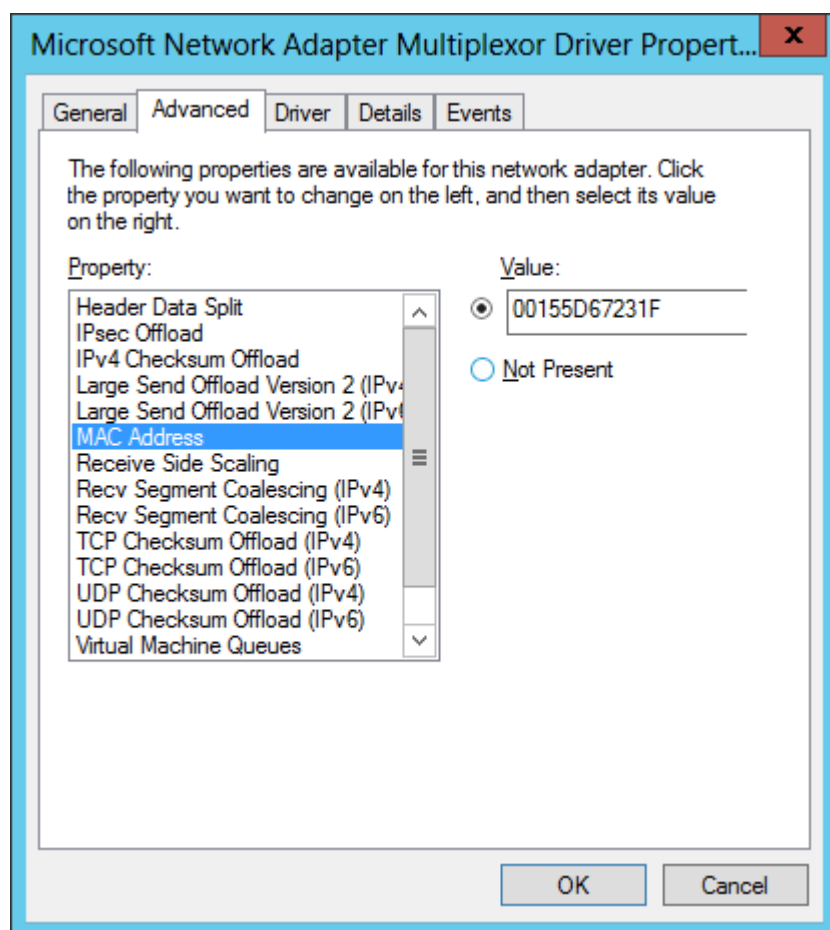 Microsoft Network Adapter Multiplexor Driver Propert... x
General Advanced Driver Details Events
The following properties are available for this network adapter. Click
the property you want to change on the left, and then select its value
on the right.
Property:
Value:
Header Data Split
IPsec Offload
IPv4 Checksum Offload
Large Send Offload Version 2 (IPv4
Large Send Offload Version 2 (IPv6
MAC Address
Receive Side Scaling
Recv Segment Coalescing (IPv4)
Recv Segment Coalescing (IPv6)
TCP Checksum Offload (IPv4)
TCP Checksum Offload (IPv6)
UDP Checksum Offload (IPv4)
UDP Checksum Offload (IPv6)
Virtual Machine Queues
00155D67231F
Not Present
OK Cancel